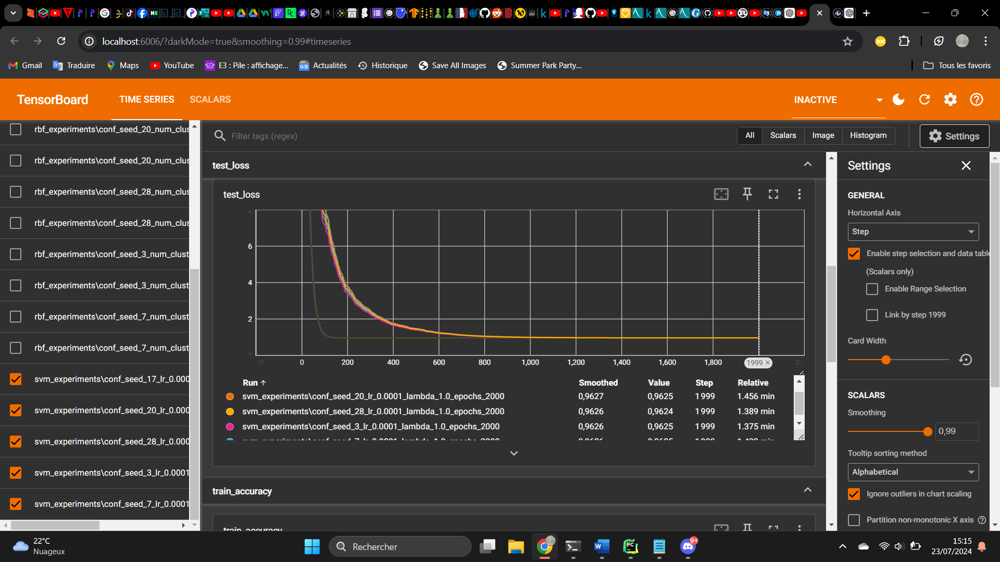 localhost:6006/?darkMode=true&smoothing=0.99#timeseries
Gmail Traduire Maps YouTube E3 : Pile : affichage... Actualités Historique Save All Images Summer Park Party... Tous les favoris
TensorBoard TIME SERIES SCALARS INACTIVE
rbf_experiments\conf_seed_20_num_clus
rbf_experiments\conf_seed_20_num_clus
rbf_experiments\conf_seed_28_num_clus
rbf_experiments\conf_seed_28_num_clus
rbf_experiments\conf_seed_3_num_clust
rbf_experiments\conf_seed_3_num_clust
rbf_experiments\conf_seed_7_num_clust
rbf_experiments\conf_seed_7_num_clust
svm_experiments\conf_seed_17_lr_0.000
svm_experiments\conf_seed_20_lr_0.000
svm_experiments\conf_seed_28_lr_0.000
svm_experiments\conf_seed_3_lr_0.0001
svm_experiments\conf_seed_7_lr_0.0001
Filter tags (regex) All Scalars Image Histogram Settings
test_loss
test_loss
6
4
2
0 200 400 600 800 1,000 1,200 1,400 1,600 1,800 1999
Run Smoothed Value Step Relative
svm_experiments\conf_seed_20_lr_0.0001_lambda_1.0_epochs_2000 0,9627 0,9625 1 999 1.456 min
svm_experiments\conf_seed_28_lr_0.0001_lambda_1.0_epochs_2000 0,9626 0,9624 1 999 1.389 min
svm_experiments\conf_seed_3_lr_0.0001_lambda_1.0_epochs_2000 0,9626 0,9625 1 999 1.375 min
train_accuracy
train_accuracy
Settings
GENERAL
Horizontal Axis
Step
Enable step selection and data table
(Scalars only)
Enable Range Selection
Link by step 1999
Card Width
SCALARS
Smoothing
0,99
Tooltip sorting method
Alphabetical
Ignore outliers in chart scaling
Partition non-monotonic X axis
22°C
Nuageux
Rechercher
9+
15:15
23/07/2024